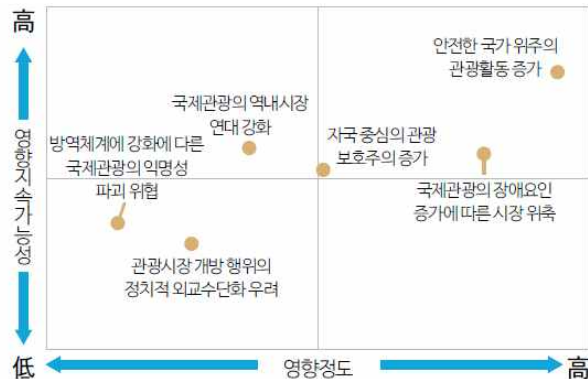 高
안전한 국가 위주의
관광활동 증가
국제관광의 역내시장
연대 강화
자국 중심의 관광
보호주의 증가
방역체계에 강화에 다른
국제관광의 익명성
파괴 위협
국제관광의 장애요인
증가에 따른 시장 위축
관광시장 개방 행위의
정치적 외교수단화 우려
영향지속가능성
低
영향정도
高